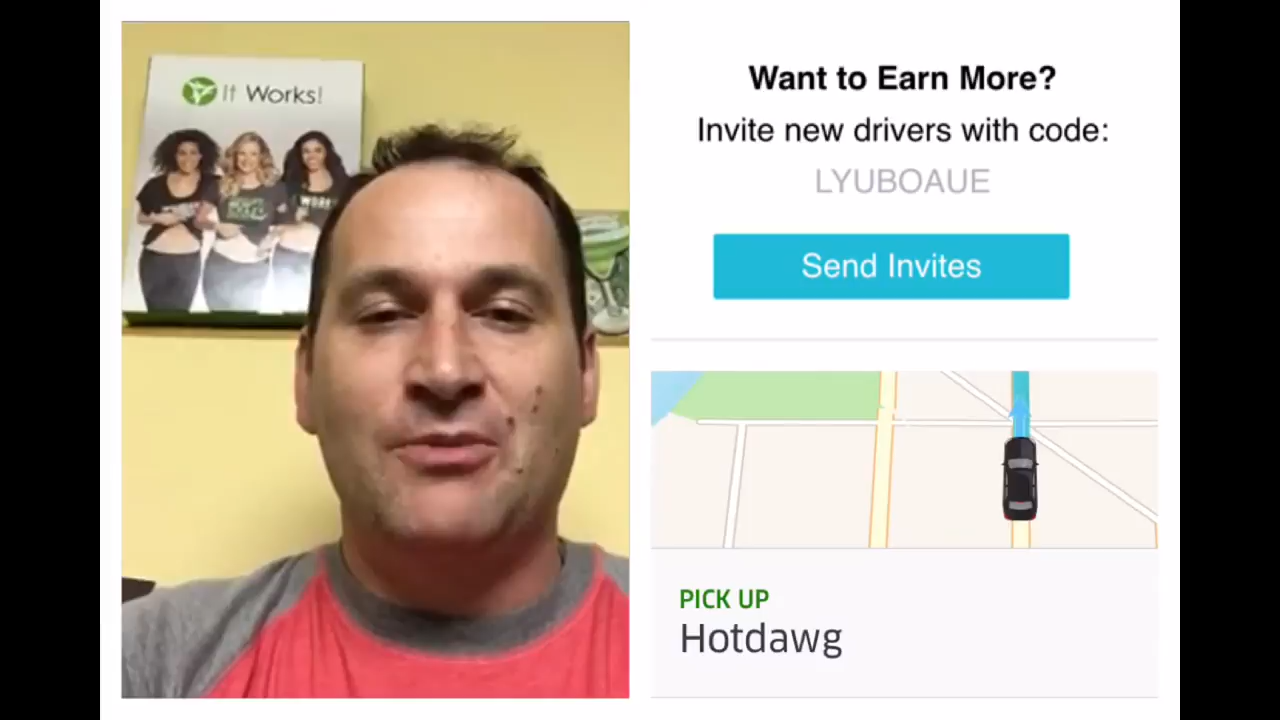 It Works!
Want to Earn More?
Invite new drivers with code:
LYUBOAUE
Send Invites
PICK UP
Hotdawg